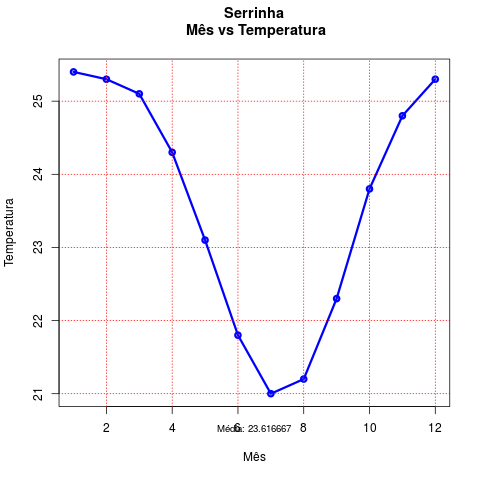 Serrinha
Mês vs Temperatura
Temperatura
25
24
23
22
21
2 4 6 8 10 12
Média: 23.616667
Mês